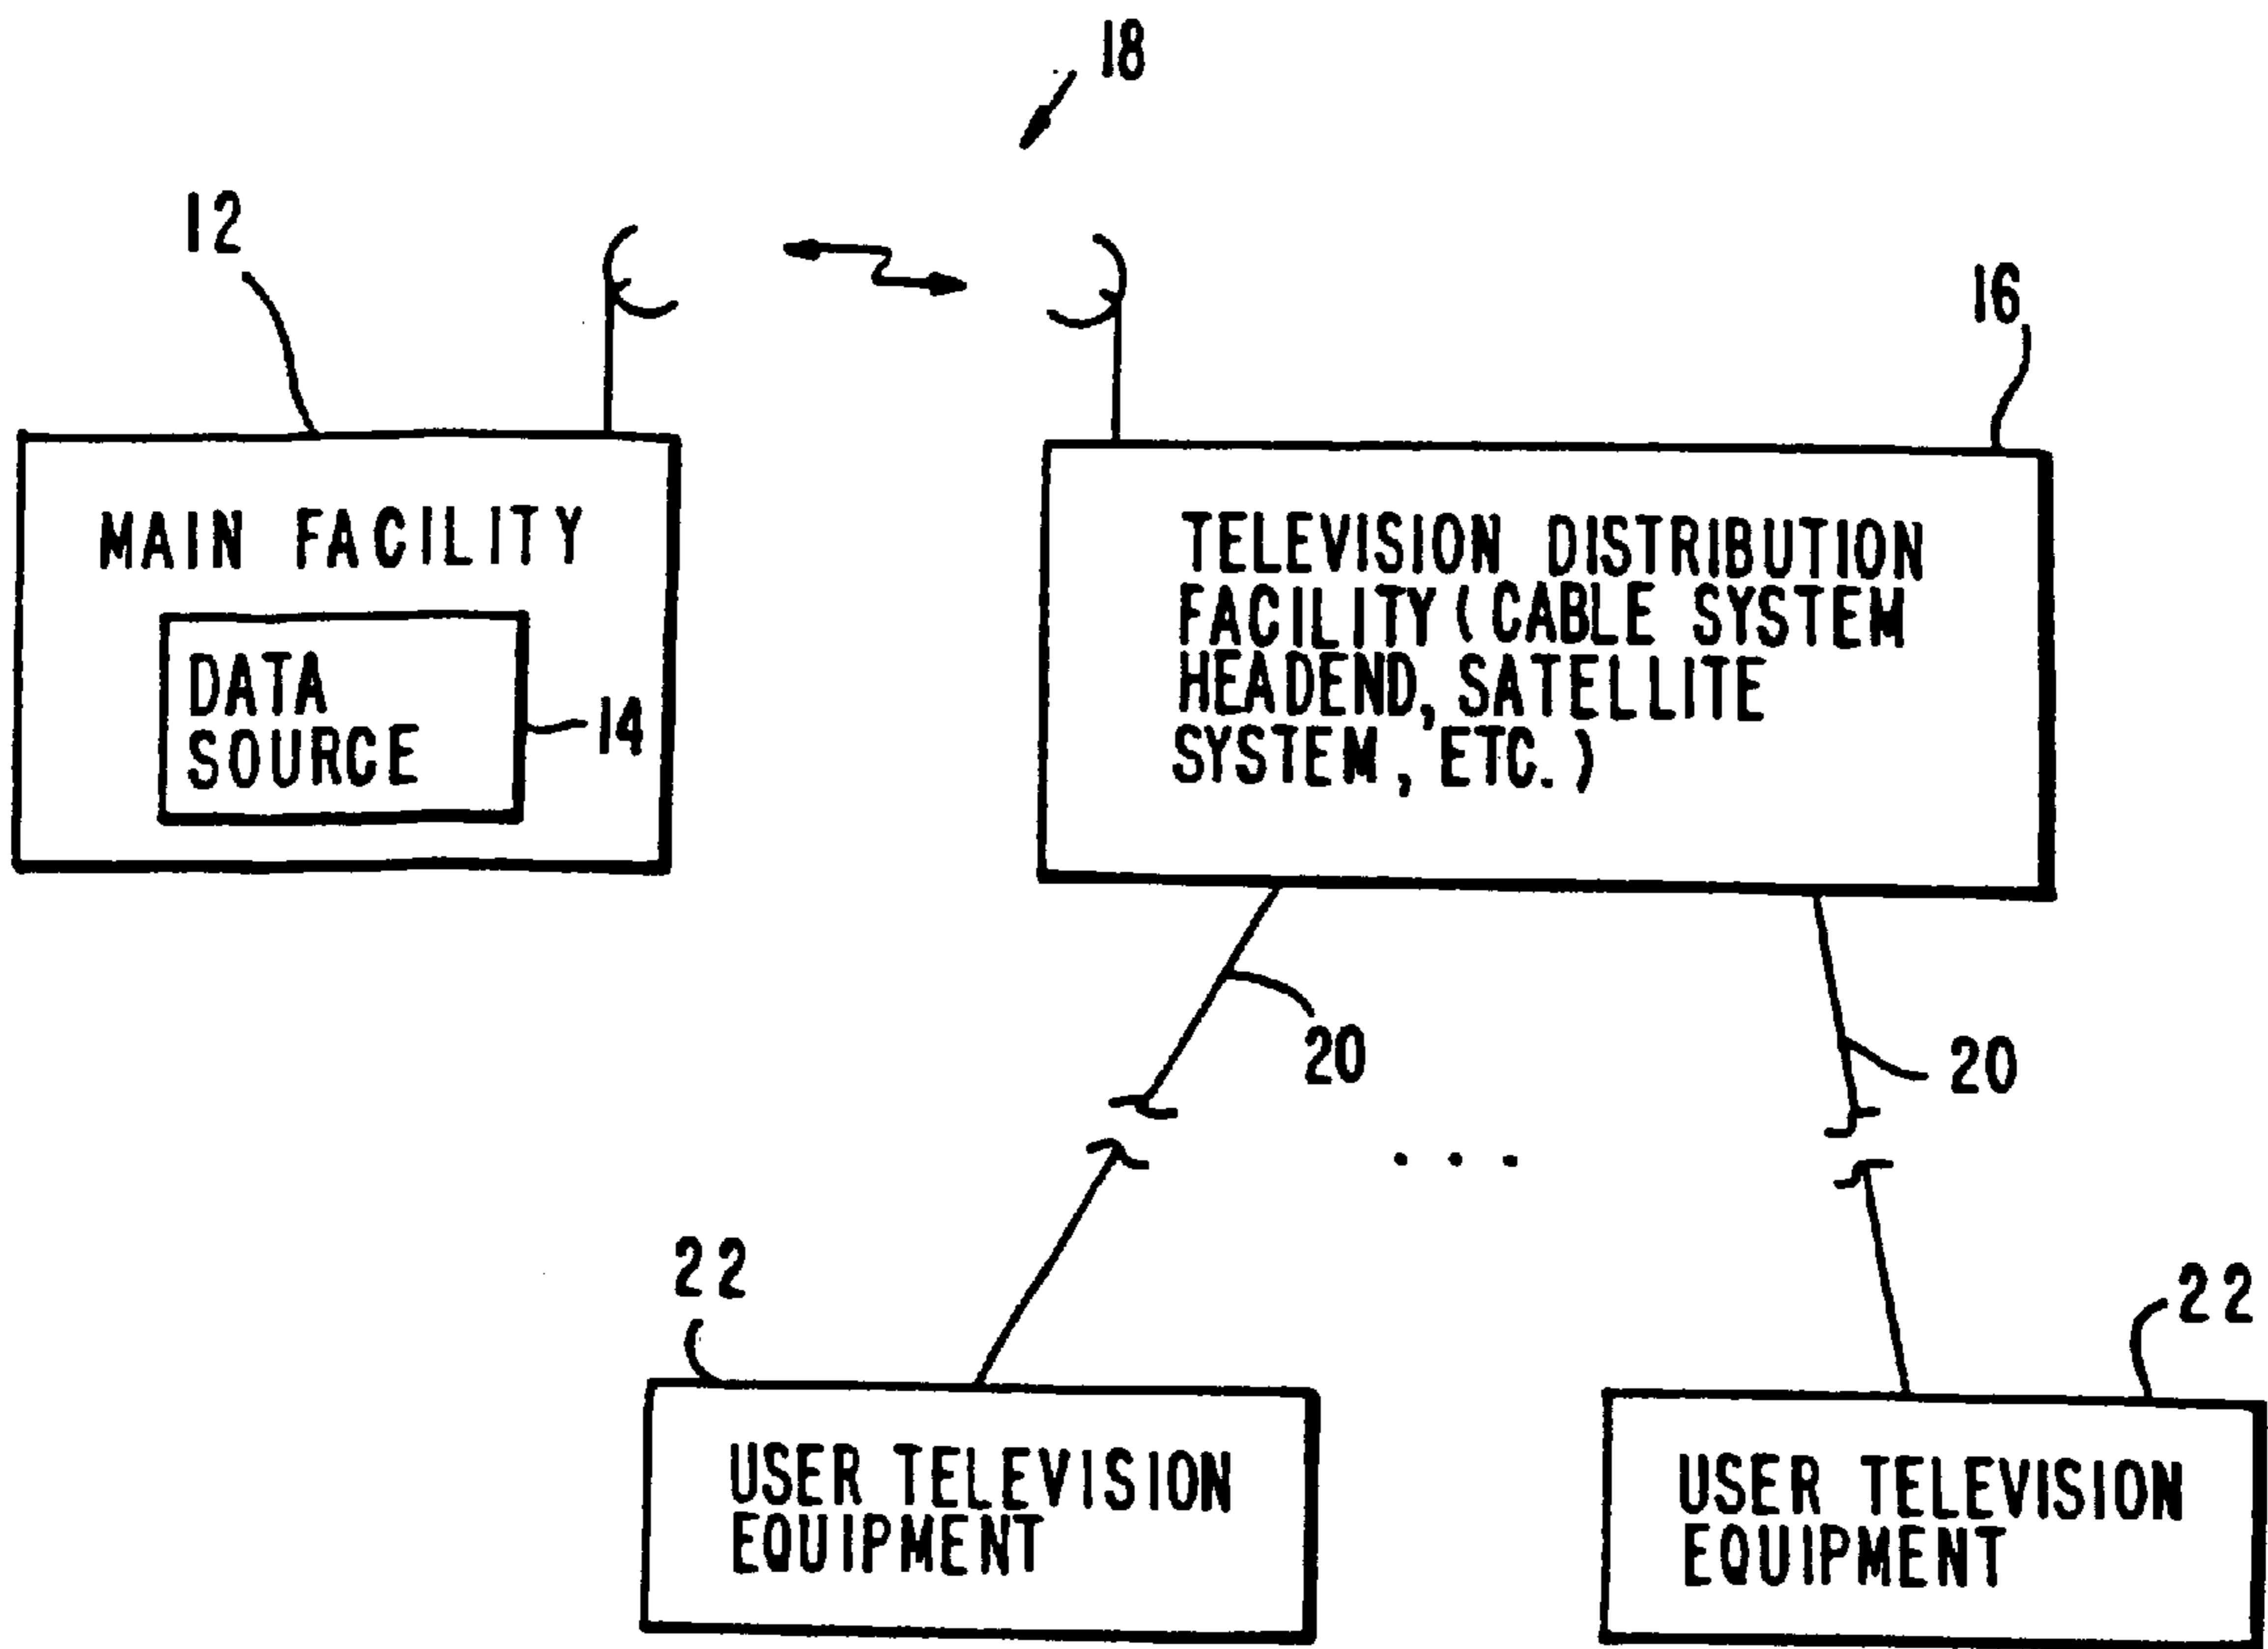 18
12
16
MAIN FACILITY
DATA
SOURCE
14
TELEVISION DISTRIBUTION
FACILITY (CABLE SYSTEM
HEADEND, SATELLITE
SYSTEM, ETC.)
20
20
. . .
22
22
USER TELEVISION
EQUIPMENT
USER TELEVISION
EQUIPMENT